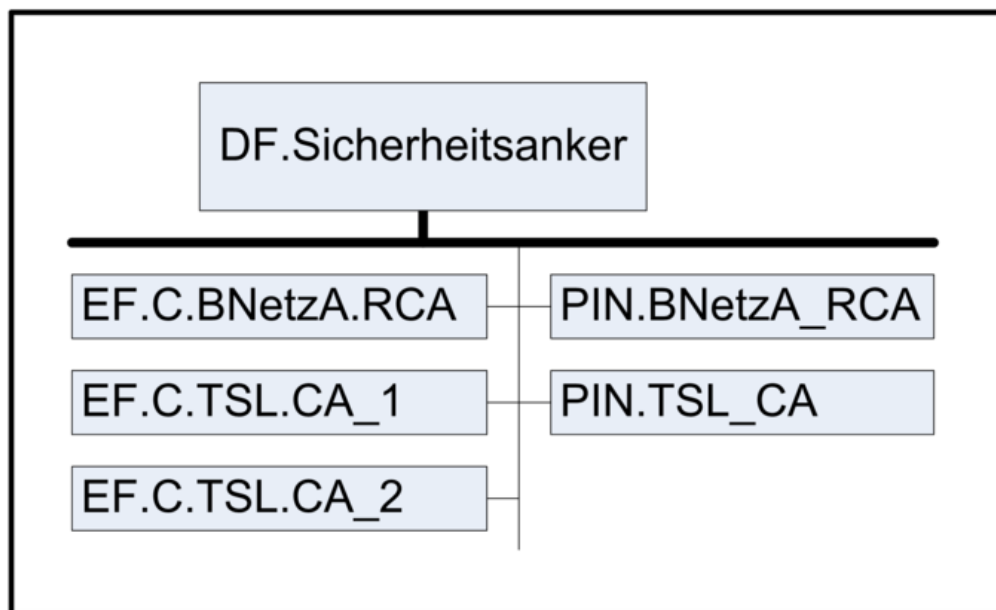 DF.Sicherheitsanker
EF.C.BNetzA.RCA
PIN.BNetzA_RCA
EF.C.TSL.CA_1
PIN.TSL_CA
EF.C.TSL.CA_2